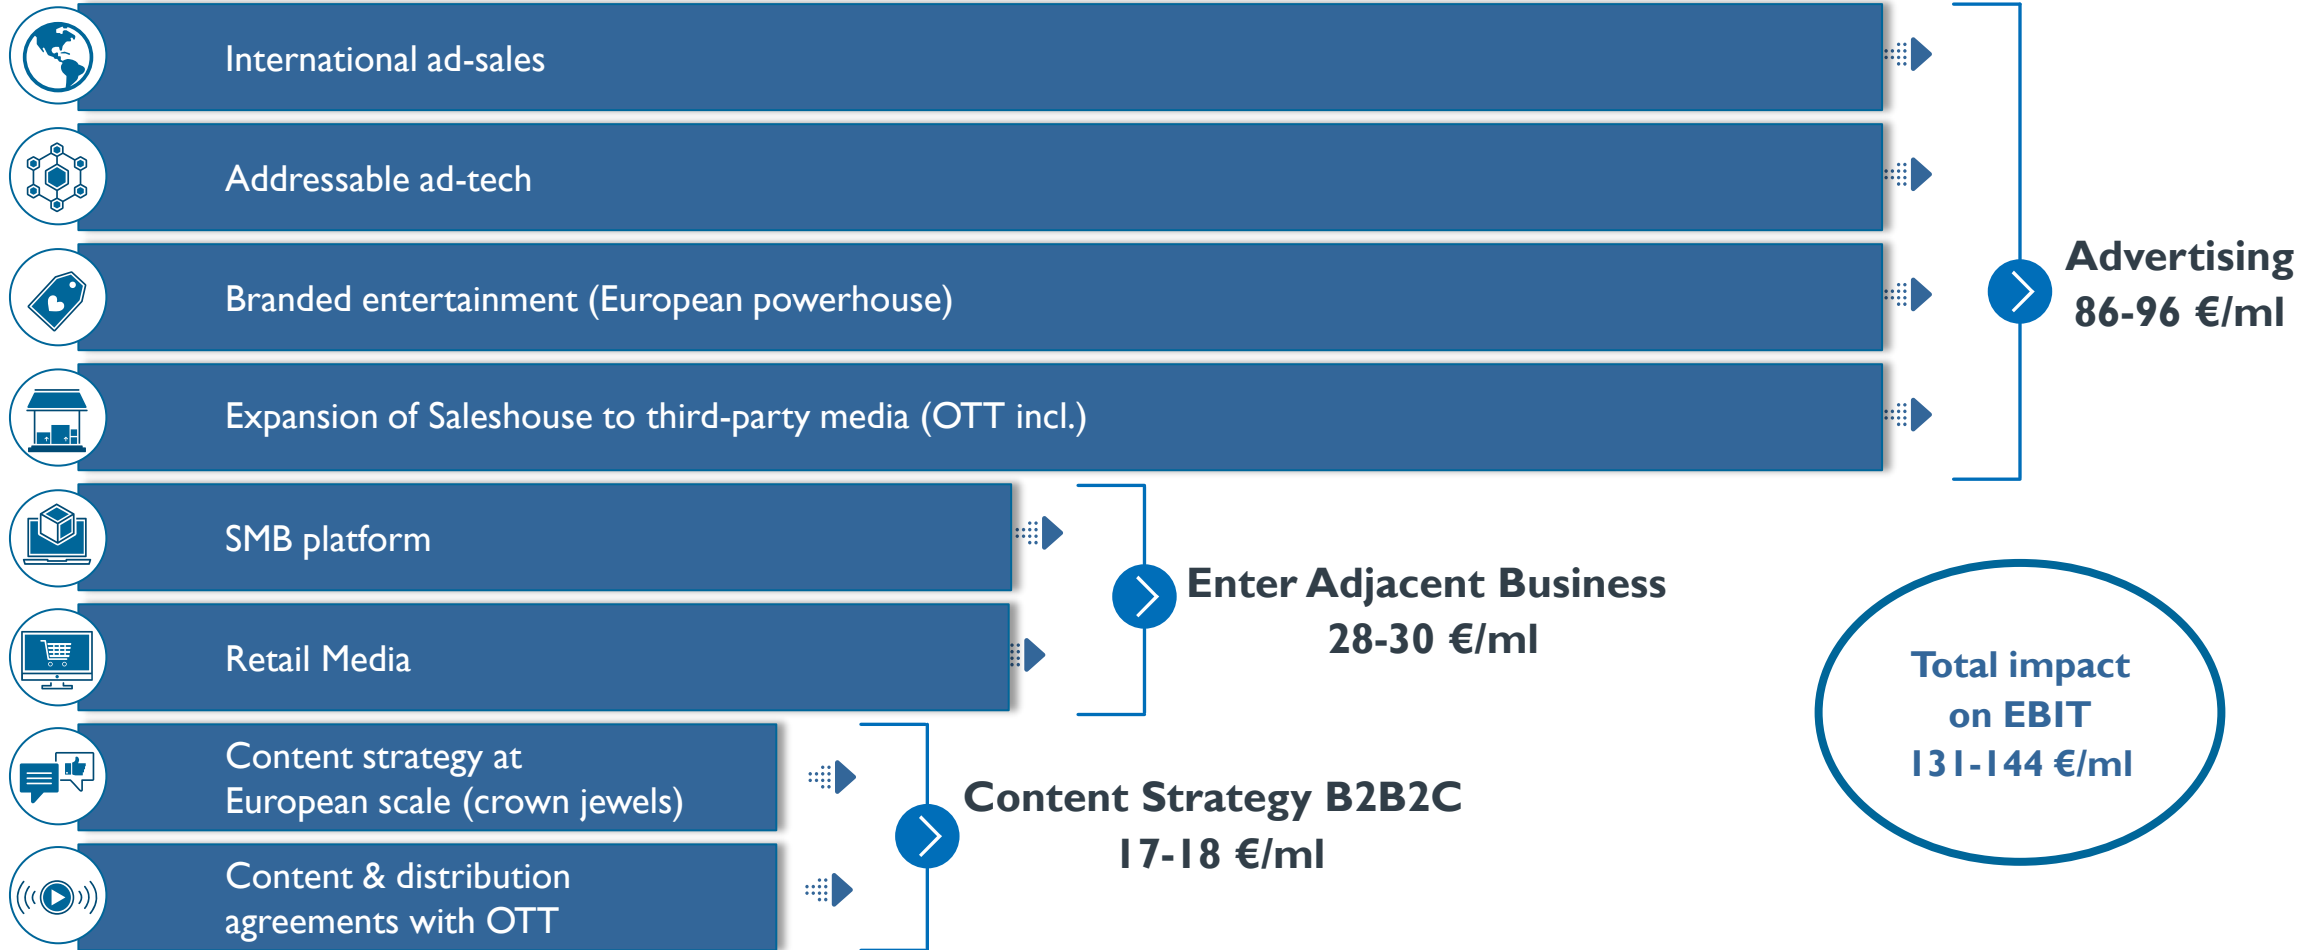 International ad-sales
Addressable ad-tech
Branded entertainment (European powerhouse)
Expansion of Saleshouse to third-party media (OTT incl.)
Advertising
86-96 €/ml
SMB platform
Retail Media
Enter Adjacent Business
28-30 €/ml
Content strategy at
European scale (crown jewels)
Content & distribution
agreements with OTT
Content Strategy B2B2C
17-18 €/ml
Total impact
on EBIT
131-144 €/ml